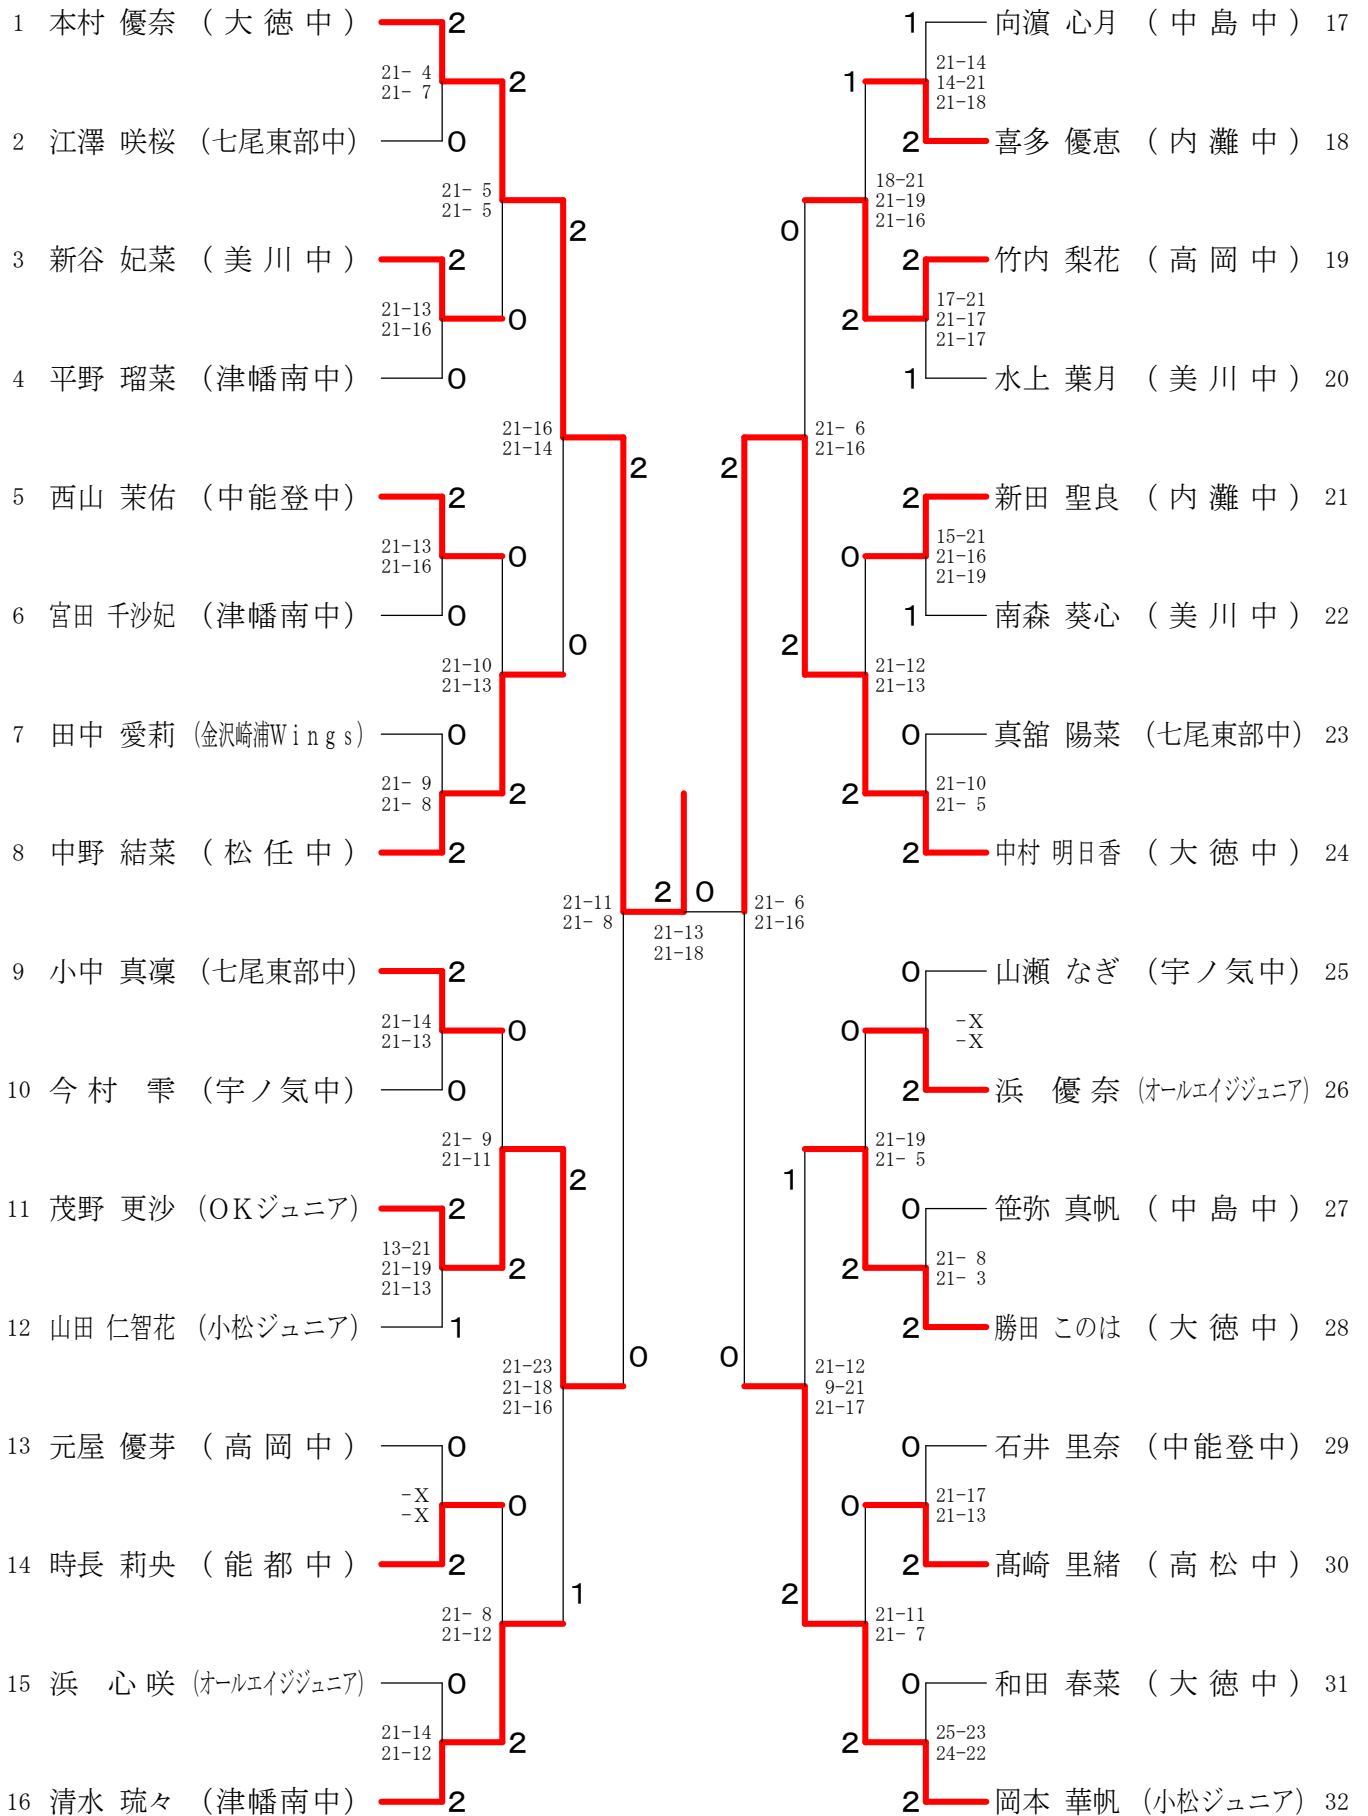 1 本村 優奈 (大徳中) 2
21- 4
21- 7
2
2 江澤 咲桜 (七尾東部中) 0
21- 5
21- 5
2
3 新谷 妃菜 (美川中) 2
21-13
21-16
0
4 平野 瑠菜 (津幡南中) 0
21-16
21-14
2
5 西山 茉佑 (中能登中) 2
21-13
21-16
0
6 宮田 千沙妃 (津幡南中) 0
0
21-10
21-13
7 田中 愛莉 (金沢崎浦Wings) 0
21- 9
21- 8
2
8 中野 結菜 (松任中) 2
21-11
21- 8
2 0
21-13
21-18
9 小中 真凜 (七尾東部中) 2
21-14
21-13
0
10 今村 雫 (宇ノ気中) 0
21- 9
21-11
2
11 茂野 更沙 (OKジュニア) 2
13-21
21-19
21-13
2
12 山田 仁智花 (小松ジュニア) 1
0
21-23
21-18
21-16
13 元屋 優芽 (高岡中) 0
-X
-X
0
14 時長 莉央 (能都中) 2
1
21- 8
21-12
15 浜 心咲 (オールエイジジュニア) 0
21-14
21-12
2
16 清水 琉々 (津幡南中) 2
1 向濵 心月 (中島中) 17
21-14
14-21
21-18
1
2 喜多 優恵 (内灘中) 18
18-21
21-19
21-16
0
2 竹内 梨花 (高岡中) 19
17-21
21-17
21-17
2
1 水上 葉月 (美川中) 20
21- 6
21-16
2
2 新田 聖良 (内灘中) 21
15-21
21-16
21-19
0
1 南森 葵心 (美川中) 22
2
21-12
21-13
0 真舘 陽菜 (七尾東部中) 23
21-10
21- 5
2
2 中村 明日香 (大徳中) 24
21- 6
21-16
0 山瀬 なぎ (宇ノ気中) 25
-X
-X
0
2 浜 優奈 (オールエイジジュニア) 26
21-19
21- 5
1
0 笹弥 真帆 (中島中) 27
21- 8
21- 3
2
2 勝田 このは (大徳中) 28
0
21-12
9-21
21-17
0 石井 里奈 (中能登中) 29
21-17
21-13
0
2 髙崎 里緒 (高松中) 30
2
21-11
21- 7
0 和田 春菜 (大徳中) 31
25-23
24-22
2
2 岡本 華帆 (小松ジュニア) 32